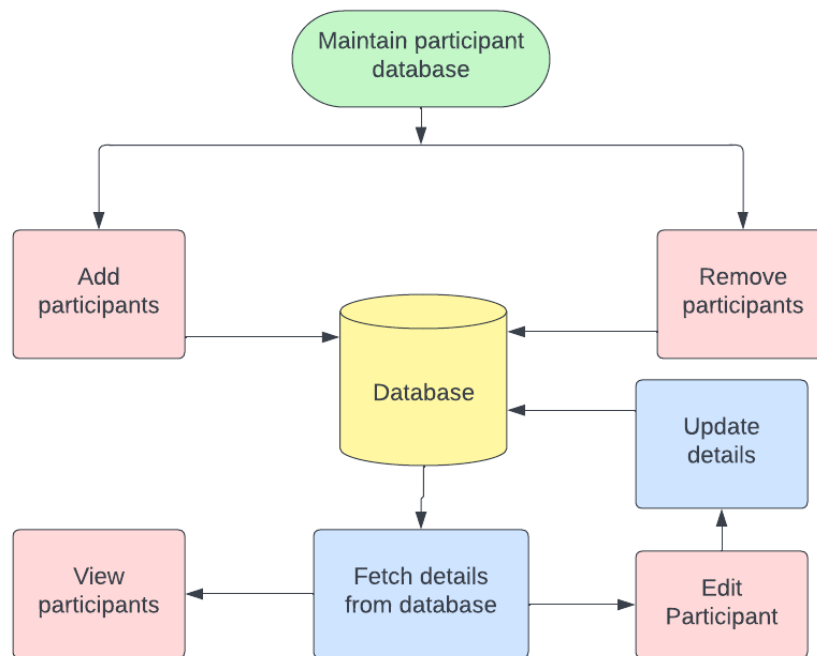 Maintain participant
database
Add
participants
Remove
participants
Database
Update
details
View
participants
Fetch details
from database
Edit
Participant